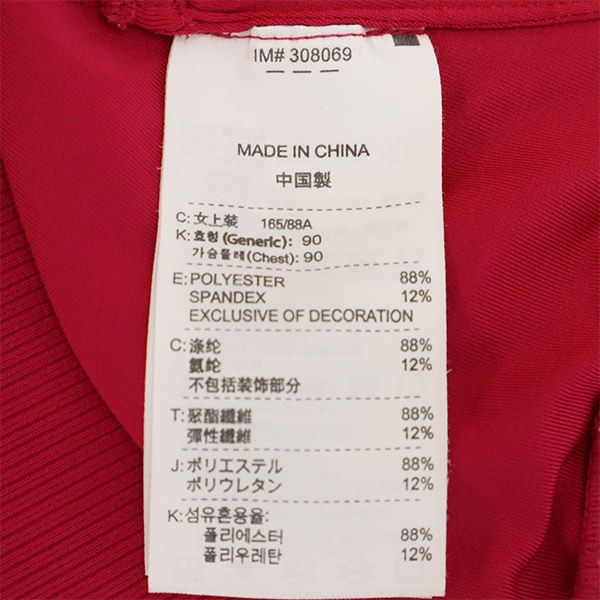 IM# 308069
MADE IN CHINA
中国製
C: 女上装 165/88A
K: 호칭 (Generic): 90
가슴둘레(Chest): 90
E: POLYESTER 88%
SPANDEX 12%
EXCLUSIVE OF DECORATION
C: 涤纶 88%
氨纶 12%
不包括装饰部分
T: 聚酯纖維 88%
彈性纖維 12%
J: ポリエステル 88%
ポリウレタン 12%
K: 섬유혼용율:
폴리에스터 88%
폴리우레탄 12%